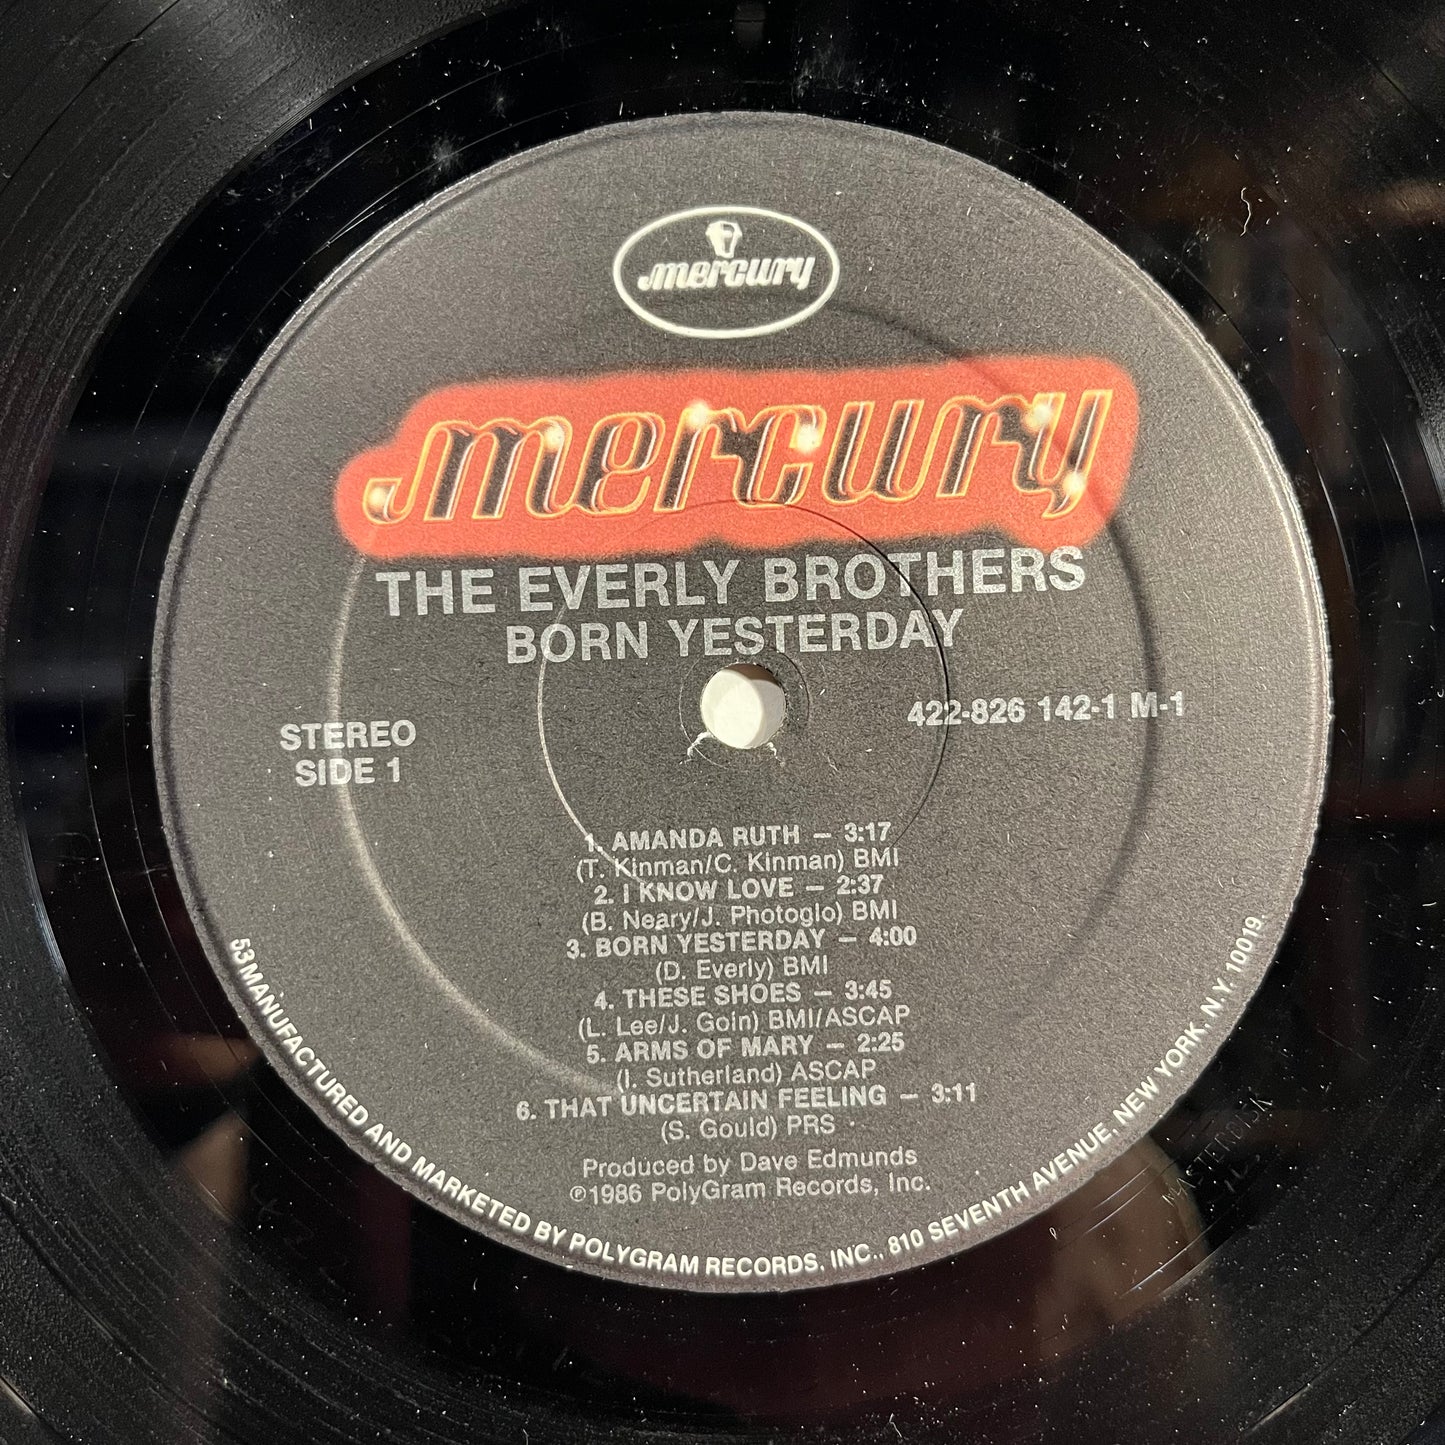 mercury
mercury
THE EVERLY BROTHERS
BORN YESTERDAY
422-826 142-1 M-1
STEREO
SIDE 1
1. AMANDA RUTH — 3:17
(T. Kinman/C. Kinman) BMI
2. I KNOW LOVE — 2:37
(B. Neary/J. Photoglo) BMI
3. BORN YESTERDAY — 4:00
(D. Everly) BMI
4. THESE SHOES — 3:45
(L. Lee/J. Goin) BMI/ASCAP
5. ARMS OF MARY — 2:25
(I. Sutherland) ASCAP
6. THAT UNCERTAIN FEELING — 3:11
(S. Gould) PRS
Produced by Dave Edmunds
℗1986 PolyGram Records, Inc.
53 MANUFACTURED AND MARKETED BY POLYGRAM RECORDS, INC., 810 SEVENTH AVENUE, NEW YORK, N.Y. 10019.
MASTERDISK